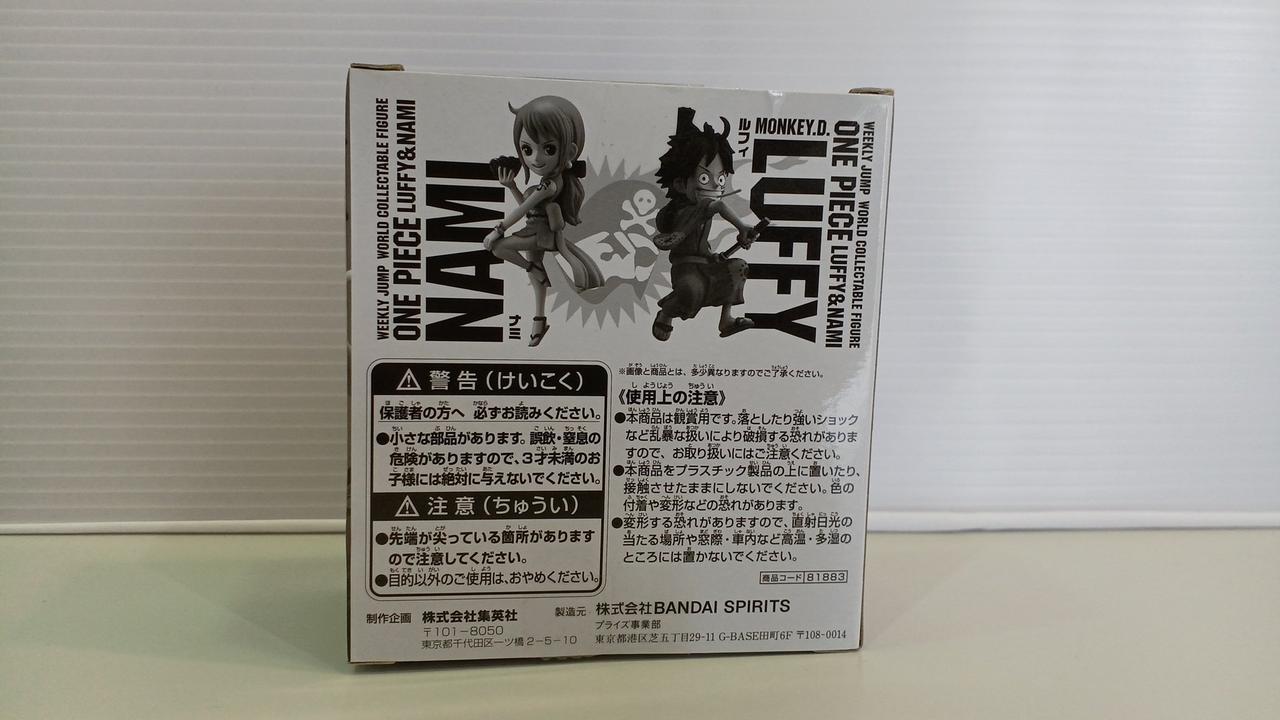 WEEKLY JUMP WORLD COLLECTABLE FIGURE
ONE PIECE LUFFY&NAMI
NAMI
ナミ
ルフィ
MONKEY.D.
LUFFY
ONE PIECE LUFFY&NAMI
WEEKLY JUMP WORLD COLLECTABLE FIGURE
警告(けいこく)
保護者の方へ 必ずお読みください。
●小さな部品があります。誤飲・窒息の
危険がありますので、3才未満のお
子様には絶対に与えないでください。
注意(ちゅうい)
●先端が尖っている箇所があります
ので注意してください。
●目的以外のご使用は、おやめください。
※画像と商品とは、多少異なりますのでご了承ください。
《使用上の注意》
●本商品は観賞用です。落としたり強いショック
など乱暴な扱いにより破損する恐れがありま
すので、お取り扱いにはご注意ください。
●本商品をプラスチック製品の上に置いたり、
接触させたままにしないでください。色の
付着や変形などの恐れがあります。
●変形する恐れがありますので、直射日光の
当たる場所や窓際・車内など高温・多湿の
ところには置かないでください。
商品コード 81883
制作企画 株式会社集英社
〒101-8050
東京都千代田区一ツ橋2-5-10
製造元 株式会社BANDAI SPIRITS
プライズ事業部
東京都港区芝五丁目29-11 G-BASE田町6F 〒108-0014